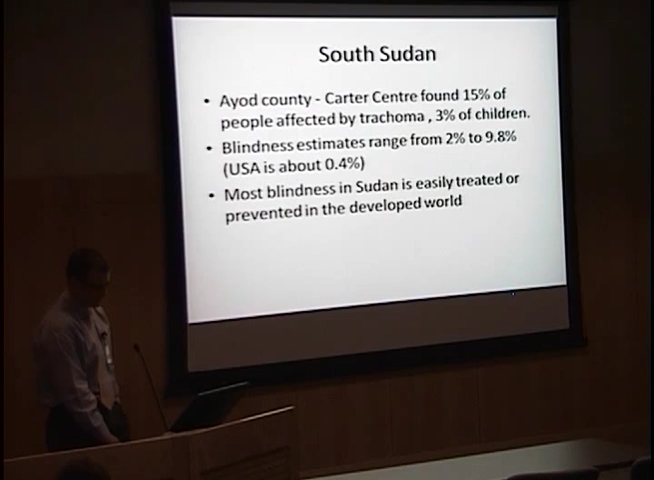 South Sudan
• Ayod county - Carter Centre found 15% of
people affected by trachoma , 3% of children.
• Blindness estimates range from 2% to 9.8%
(USA is about 0.4%)
• Most blindness in Sudan is easily treated or
prevented in the developed world